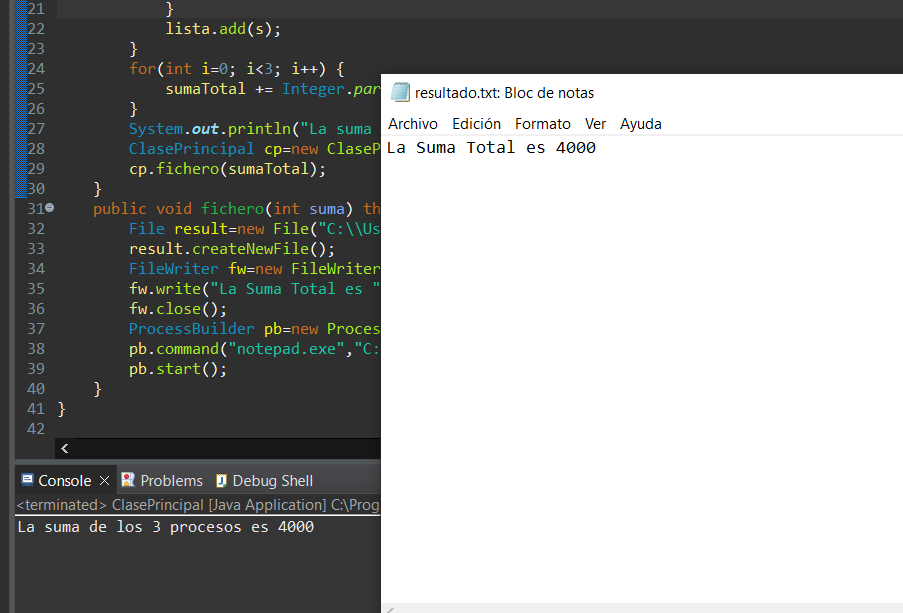 21 }
22 lista.add(s);
23 }
24 for(int i=0; i<3; i++) {
25 sumaTotal += Integer.par
26 }
27 System.out.println("La suma
28 ClasePrincipal cp=new ClaseP
29 cp.fichero(sumaTotal);
30 }
31 public void fichero(int suma) th
32 File result=new File("C:\\Us
33 result.createNewFile();
34 FileWriter fw=new FileWriter
35 fw.write("La Suma Total es "
36 fw.close();
37 ProcessBuilder pb=new Proces
38 pb.command("notepad.exe","C:
39 pb.start();
40 }
41 }
42
resultado.txt: Bloc de notas
Archivo Edición Formato Ver Ayuda
La Suma Total es 4000
Console Problems Debug Shell
<terminated> ClasePrincipal [Java Application] C:\Prog
La suma de los 3 procesos es 4000